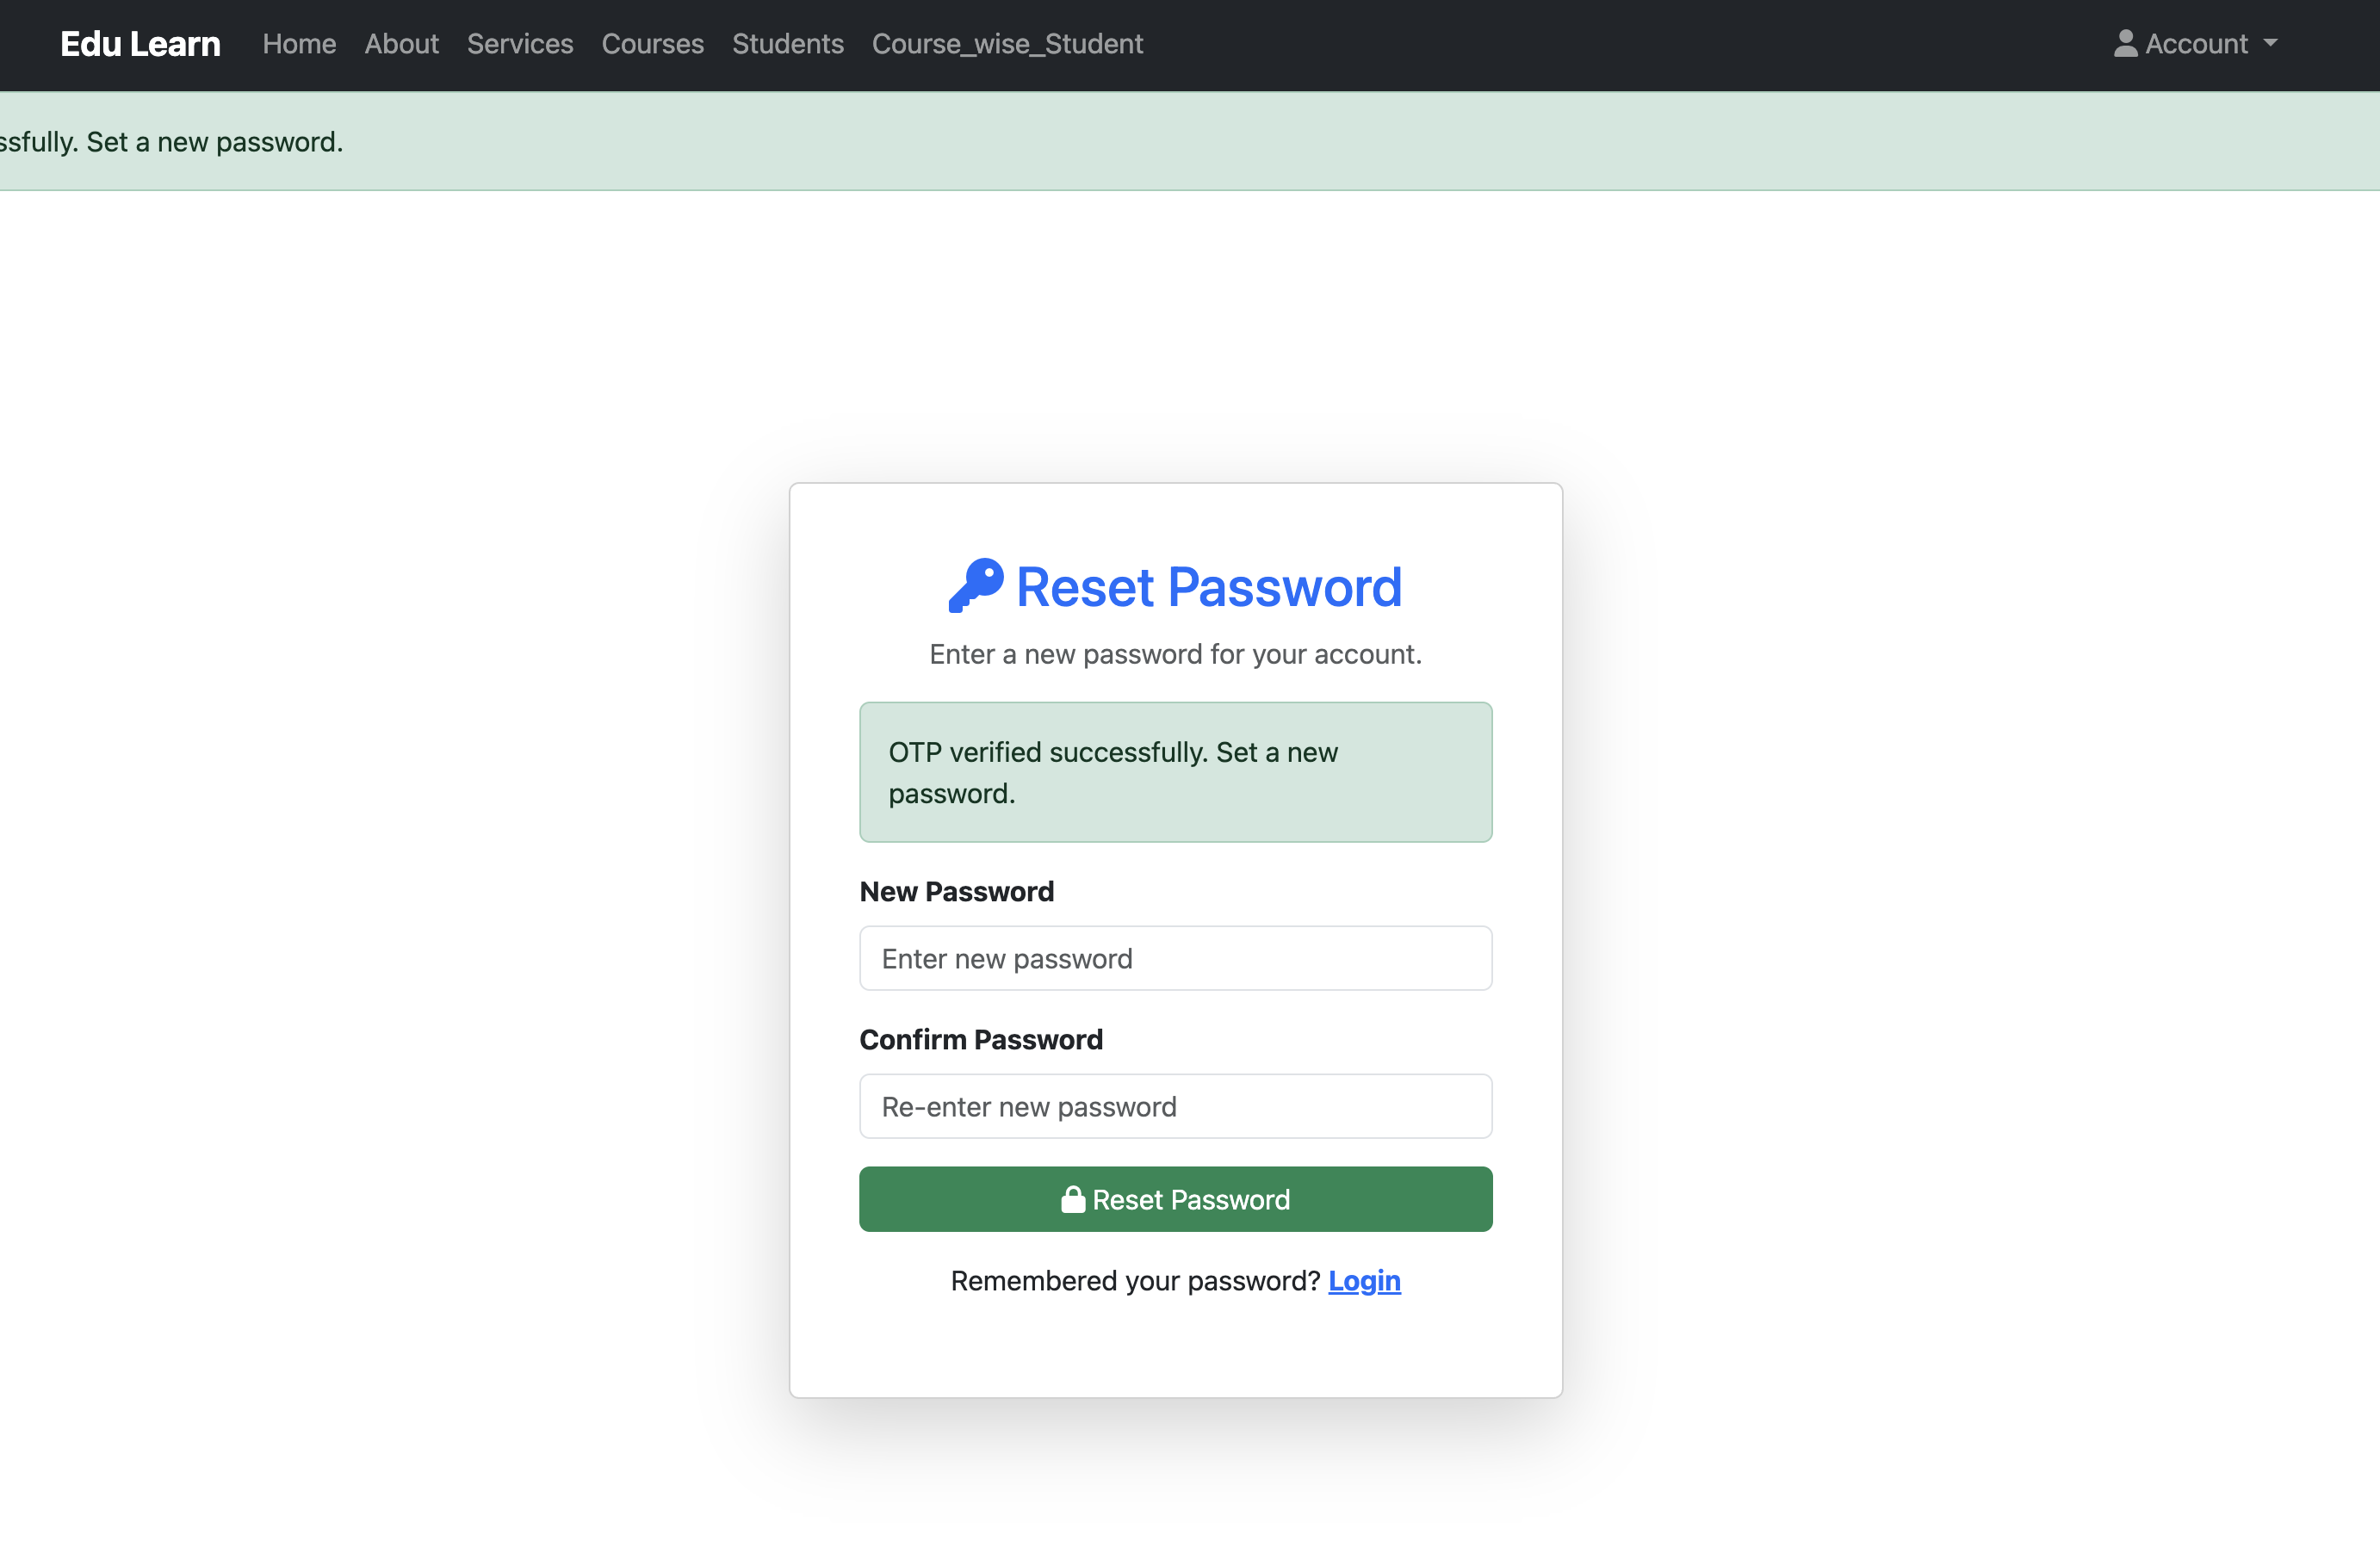 Edu Learn Home About Services Courses Students Course_wise_Student Account
ssfully. Set a new password.
Reset Password
Enter a new password for your account.
OTP verified successfully. Set a new
password.
New Password
Enter new password
Confirm Password
Re-enter new password
Reset Password
Remembered your password? Login